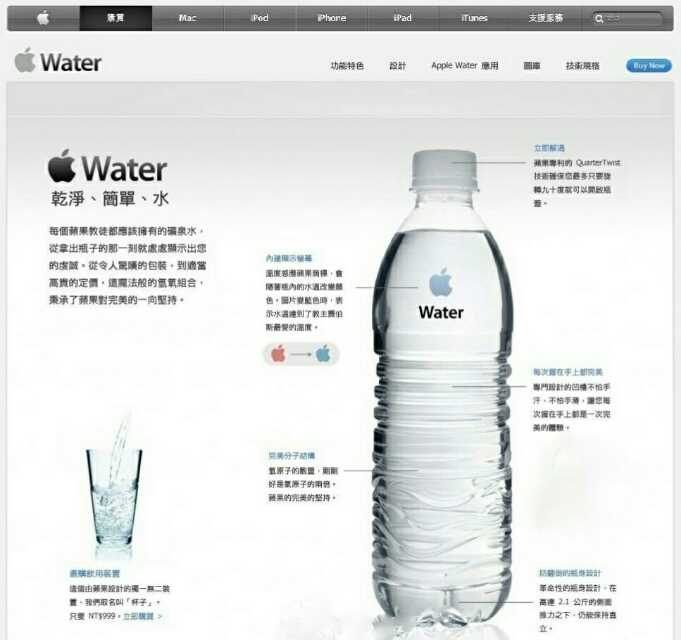 購買 iMac iPod iPhone iPad iTunes 支援服務
Water
功能特色 設計 Apple Water 應用 圖庫 技術規格 Buy Now
Water
乾淨、簡單、水
每個蘋果教徒都應該擁有的礦泉水，
從拿出瓶子的那一刻就處處顯示出您
的虔誠。從令人驚嘆的包裝，到適當
高貴的定價，這魔法般的氫氧組合，
秉承了蘋果對完美的一向堅持。
立即解渴
蘋果專利的 QuarterTwist
技術確保您最多只要旋
轉九十度就可以開啟瓶
蓋。
內建顯示螢幕
溫度感應蘋果商標，會
隨著瓶內的水溫改變顏
色。圖片變藍色時，表
示水溫達到了教主賈伯
斯最愛的溫度。
Water
每次握在手上都完美
專門設計的凹槽不怕手
汗，不怕手滑，讓您每
次握在手上都是一次完
美的體驗。
完美分子結構
氫原子的數量，剛剛
好是氧原子的兩倍。
蘋果的完美的堅持。
選購飲用裝置
這個由蘋果設計的獨一無二裝
置，我們取名叫「杯子」。
只要 NT$999。立即購買 >
防翻倒的瓶身設計
革命性的瓶身設計，在
高達 2.1 公斤的側面
推力之下，仍能保持直
立。